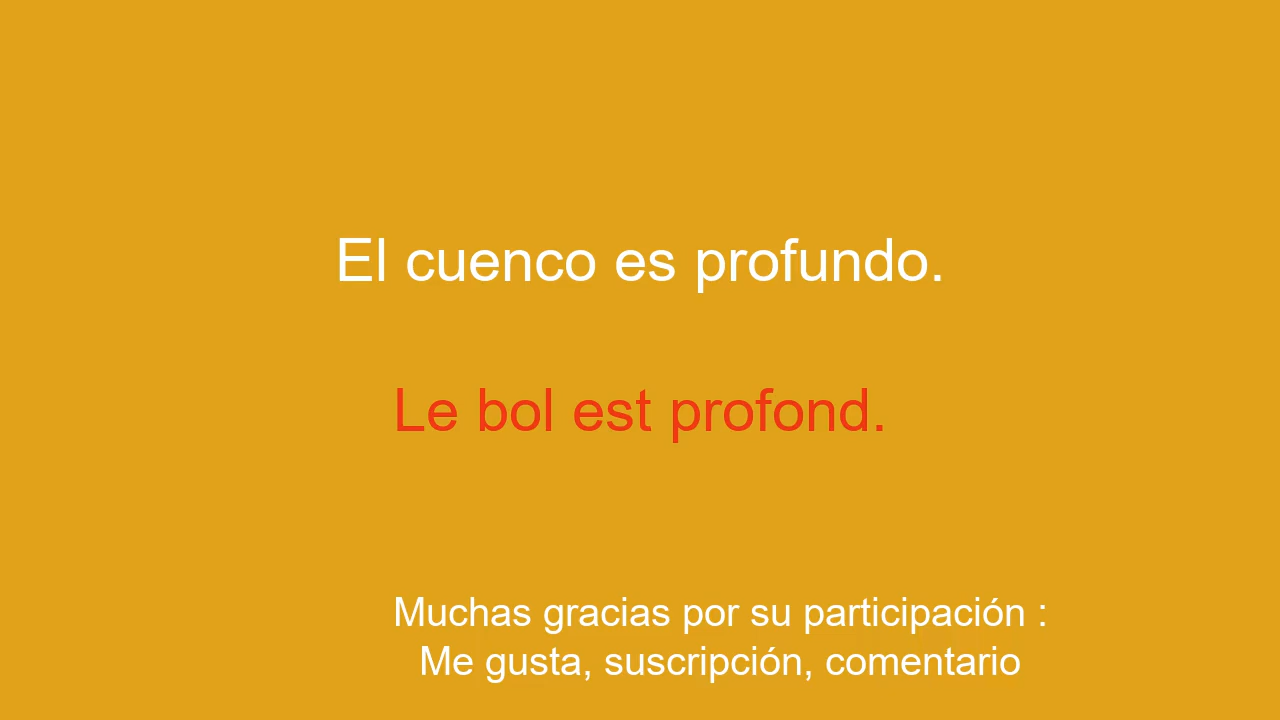 El cuenco es profundo.
Le bol est profond.
Muchas gracias por su participación :
Me gusta, suscripción, comentario